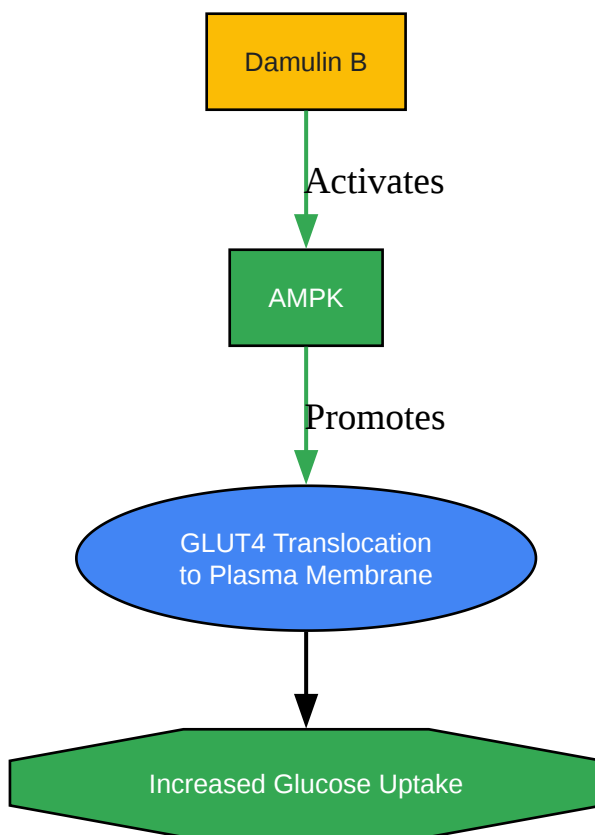 Damulin B
Activates
AMPK
Promotes
GLUT4 Translocation
to Plasma Membrane
Increased Glucose Uptake